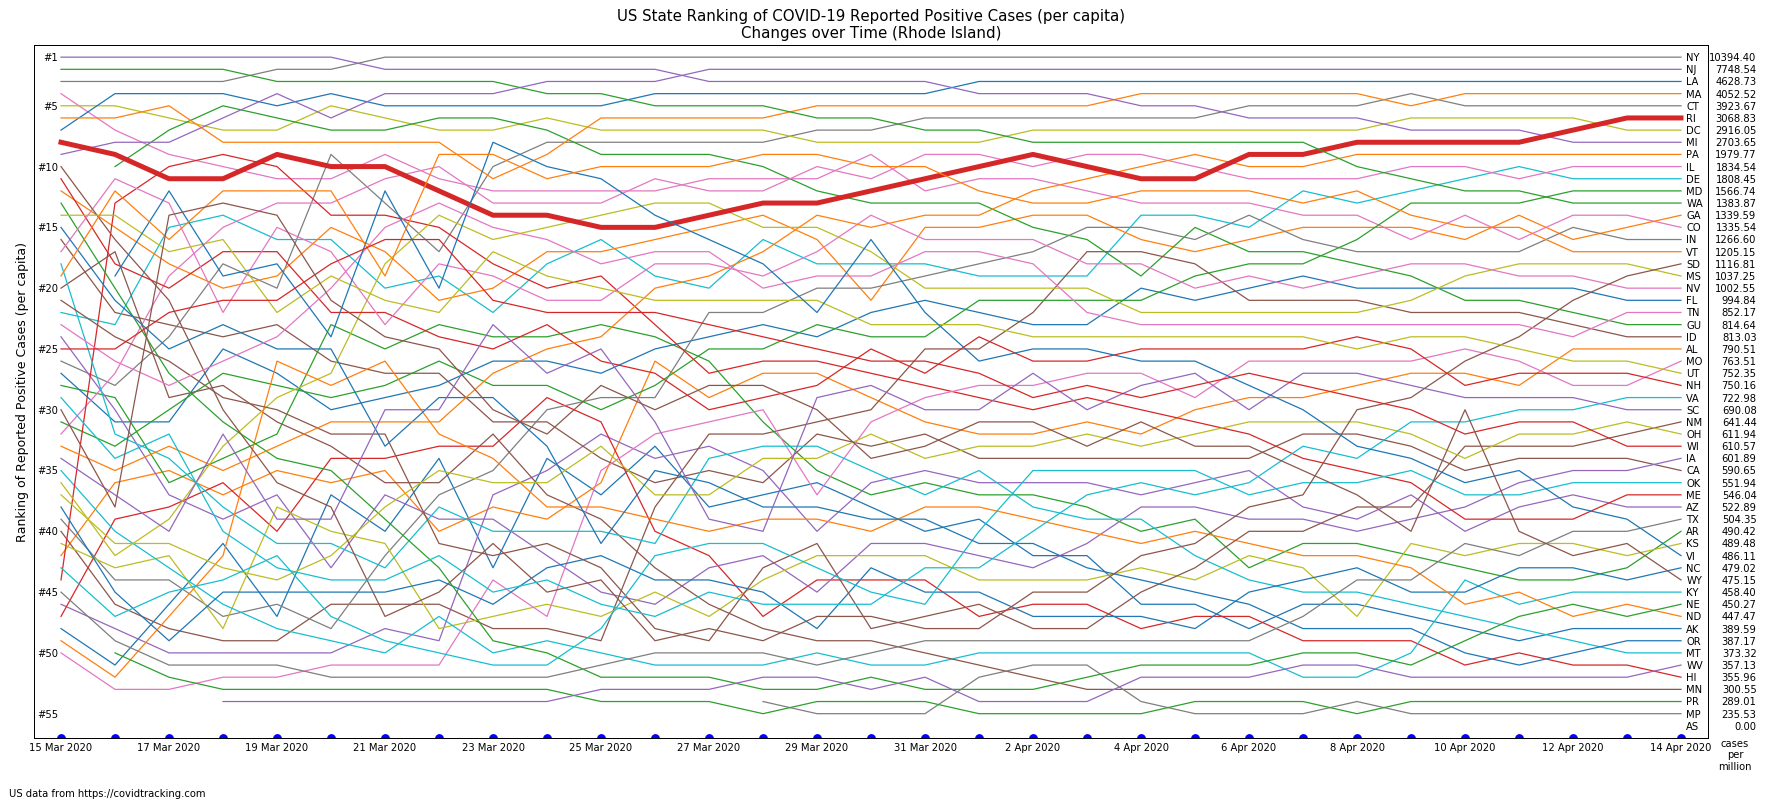 US State Ranking of COVID-19 Reported Positive Cases (per capita)
Changes over Time (Rhode Island)
Ranking of Reported Positive Cases (per capita)
#1
#5
#10
#15
#20
#25
#30
#35
#40
#45
#50
#55
NY 10394.40
NJ 7748.54
LA 4628.73
MA 4052.52
CT 3923.67
RI 3068.83
DC 2916.05
MI 2703.65
PA 1979.77
IL 1834.54
DE 1808.45
MD 1566.74
WA 1383.87
GA 1339.59
CO 1335.54
IN 1266.60
VT 1205.15
SD 1116.81
MS 1037.25
NV 1002.55
FL 994.84
TN 852.17
GU 814.64
ID 813.03
AL 790.51
MO 763.51
UT 752.35
NH 750.16
VA 722.98
SC 690.08
NM 641.44
OH 611.94
WI 610.57
IA 601.89
CA 590.65
OK 551.94
ME 546.04
AZ 522.89
TX 504.35
AR 490.42
KS 489.48
VI 486.11
NC 479.02
WY 475.15
KY 458.40
NE 450.27
ND 447.47
AK 389.59
OR 387.17
MT 373.32
WV 357.13
HI 355.96
MN 300.55
PR 289.01
MP 235.53
AS 0.00
15 Mar 2020 17 Mar 2020 19 Mar 2020 21 Mar 2020 23 Mar 2020 25 Mar 2020 27 Mar 2020 29 Mar 2020 31 Mar 2020 2 Apr 2020 4 Apr 2020 6 Apr 2020 8 Apr 2020 10 Apr 2020 12 Apr 2020 14 Apr 2020
cases
per
million
US data from https://covidtracking.com